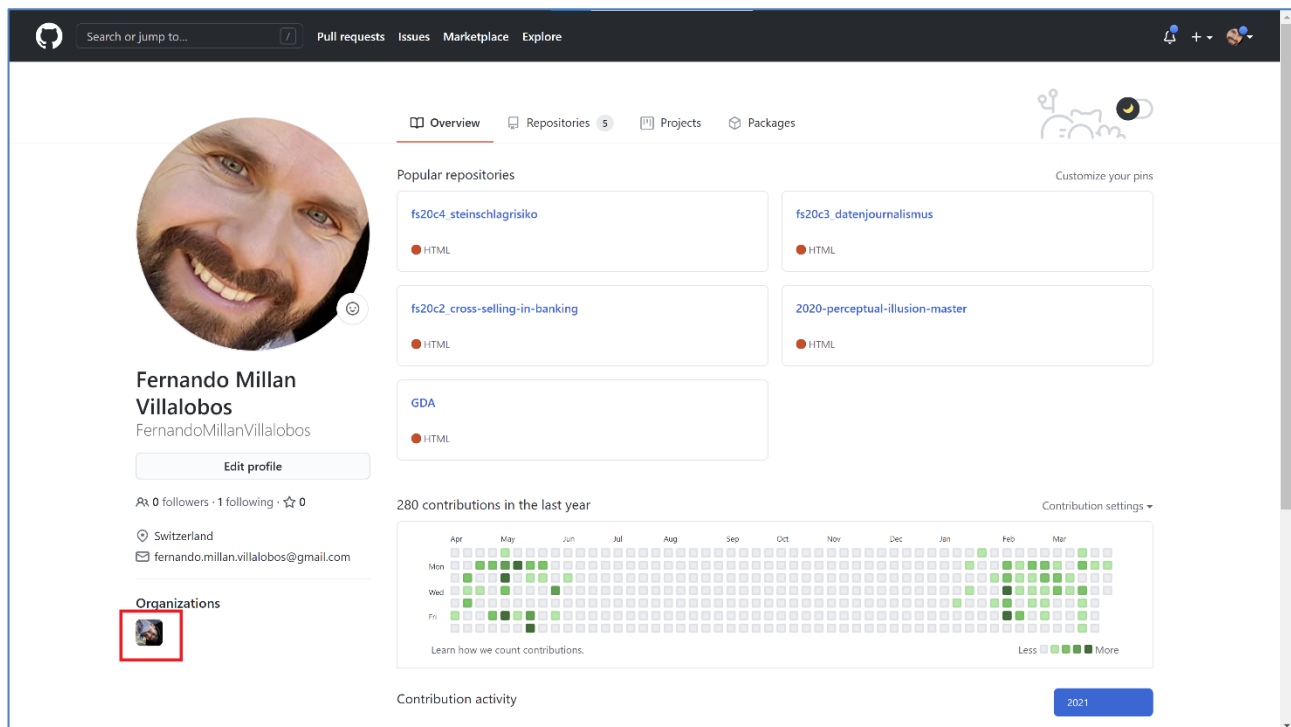 Search or jump to... /
Pull requests Issues Marketplace Explore
Overview Repositories 5 Projects Packages
Popular repositories Customize your pins
fs20c4_steinschlagrisiko
HTML
fs20c3_datenjournalismus
HTML
fs20c2_cross-selling-in-banking
HTML
2020-perceptual-illusion-master
HTML
GDA
HTML
Fernando Millan
Villalobos
FernandoMillanVillalobos
Edit profile
0 followers · 1 following · 0
Switzerland
fernando.millan.villalobos@gmail.com
Organizations
280 contributions in the last year Contribution settings
Apr May Jun Jul Aug Sep Oct Nov Dec Jan Feb Mar
Mon
Wed
Fri
Learn how we count contributions. Less More
Contribution activity 2021